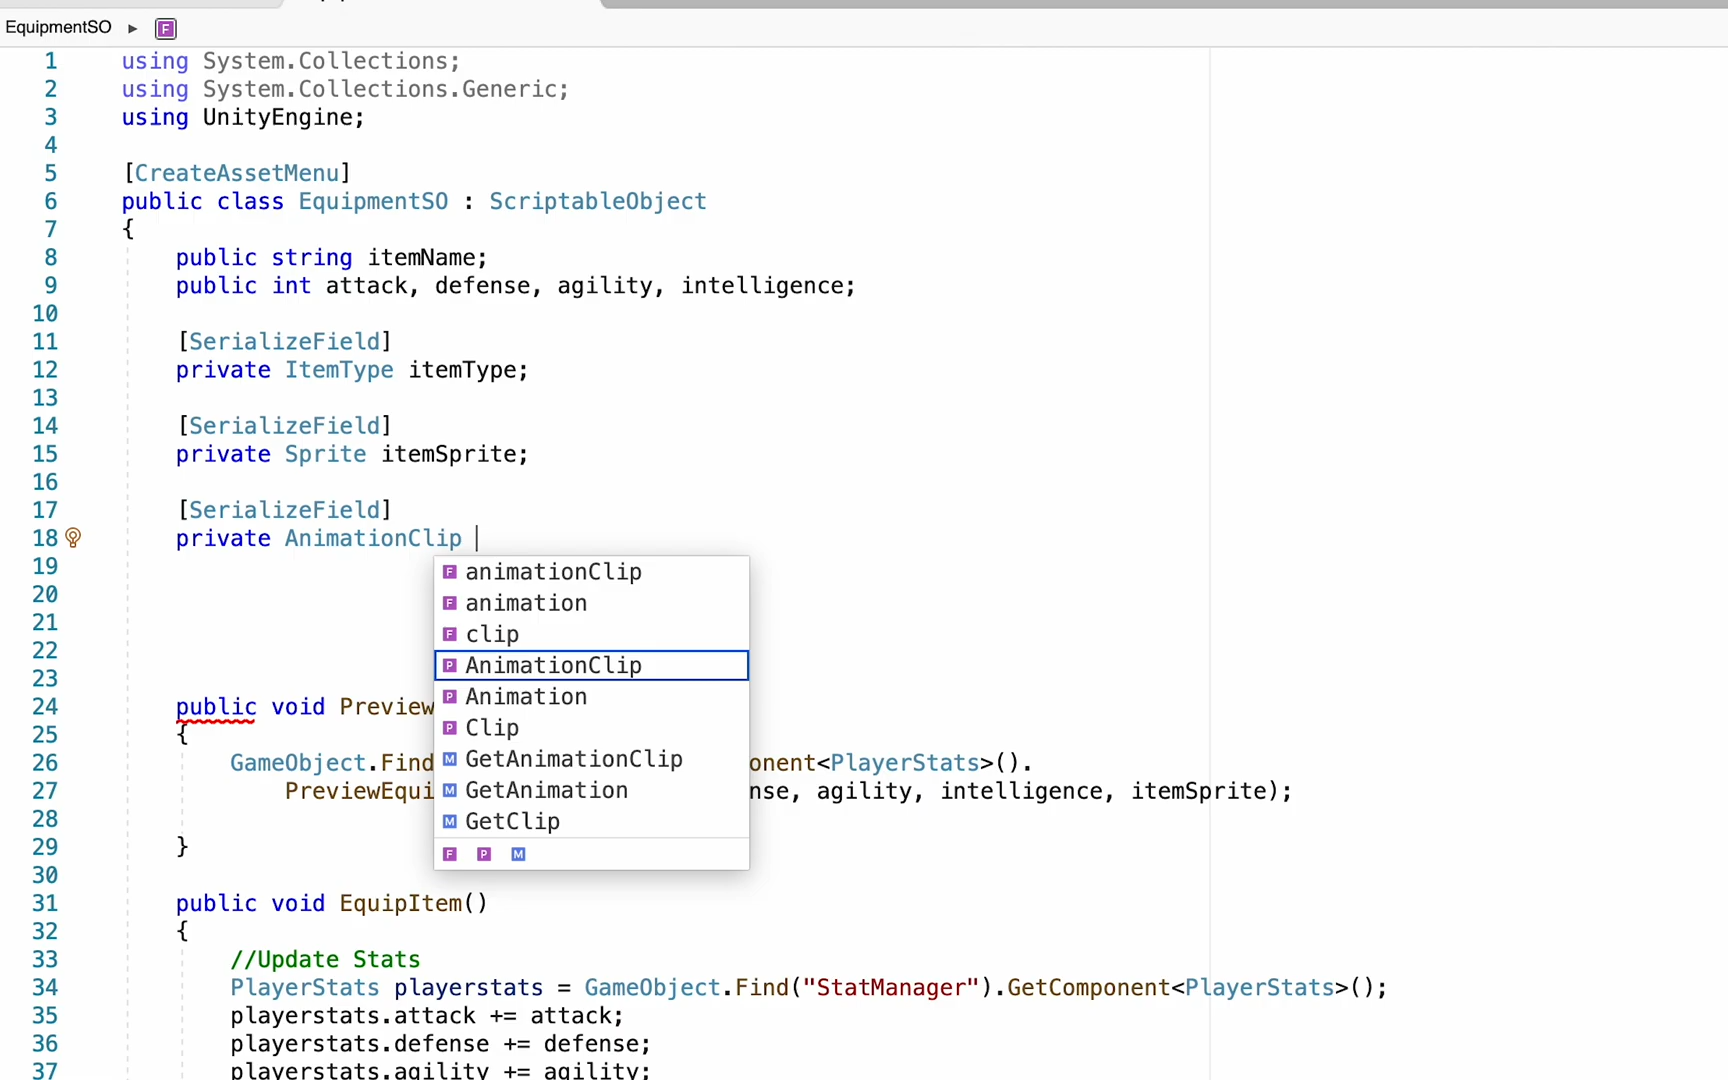 EquipmentSO ▸ F
1 using System.Collections;
2 using System.Collections.Generic;
3 using UnityEngine;
4
5 [CreateAssetMenu]
6 public class EquipmentSO : ScriptableObject
7 {
8 public string itemName;
9 public int attack, defense, agility, intelligence;
10
11 [SerializeField]
12 private ItemType itemType;
13
14 [SerializeField]
15 private Sprite itemSprite;
16
17 [SerializeField]
18 private AnimationClip
F animationClip
19
F animation
20
F clip
21
P AnimationClip
22
P Animation
23
P Clip
24 public void Preview
M GetAnimationClip
25 {
M GetAnimation
26 GameObject.Find onent<PlayerStats>().
M GetClip
27 PreviewEqui nse, agility, intelligence, itemSprite);
F P M
28
29 }
30
31 public void EquipItem()
32 {
33 //Update Stats
34 PlayerStats playerstats = GameObject.Find("StatManager").GetComponent<PlayerStats>();
35 playerstats.attack += attack;
36 playerstats.defense += defense;
37 playerstats.agility += agility;